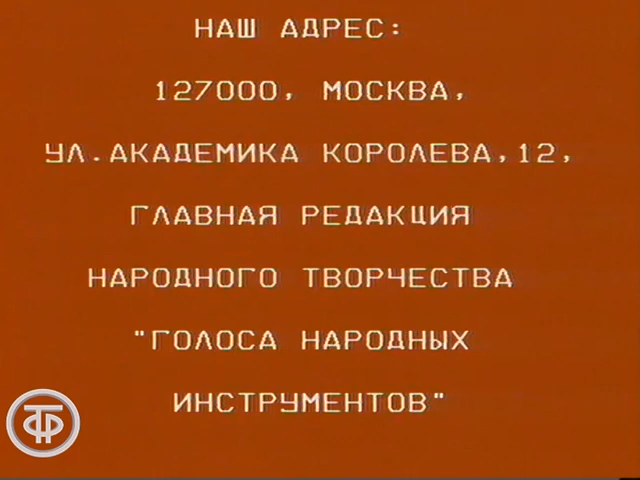 НАШ АДРЕС:
127000, МОСКВА,
УЛ.АКАДЕМИКА КОРОЛЕВА,12,
ГЛАВНАЯ РЕДАКЦИЯ
НАРОДНОГО ТВОРЧЕСТВА
"ГОЛОСА НАРОДНЫХ
ИНСТРУМЕНТОВ"